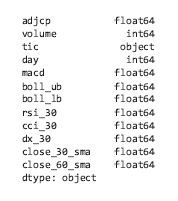 adjcp float64
volume int64
tic object
day int64
macd float64
boll_ub float64
boll_lb float64
rsi_30 float64
cci_30 float64
dx_30 float64
close_30_sma float64
close_60_sma float64
dtype: object